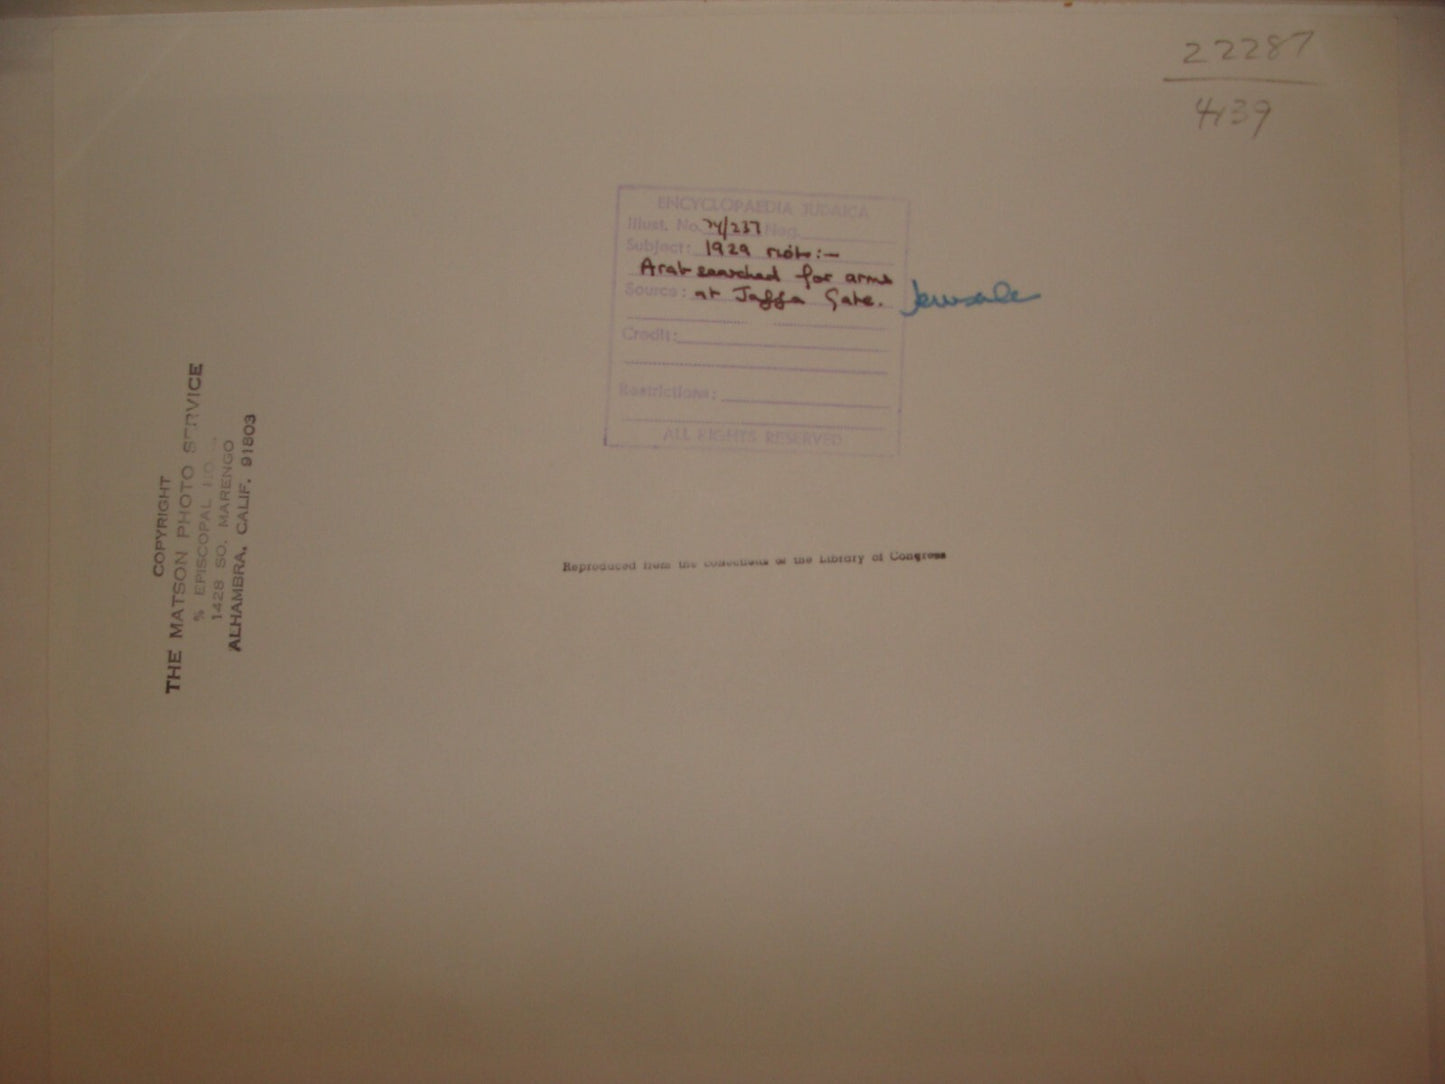 22287
4139
ENCYCLOPAEDIA JUDAICA
Illust. No. 74/237 Neg.
Subject: 1929 riots:-
Arab searched for arms
Source: at Jaffa Gate.
Credit:
Restrictions:
ALL RIGHTS RESERVED
Reproduced from the collections of the Library of Congress
COPYRIGHT
THE MATSON PHOTO SERVICE
% EPISCOPAL
1428 SO. MARENGO
ALHAMBRA, CALIF. 91803